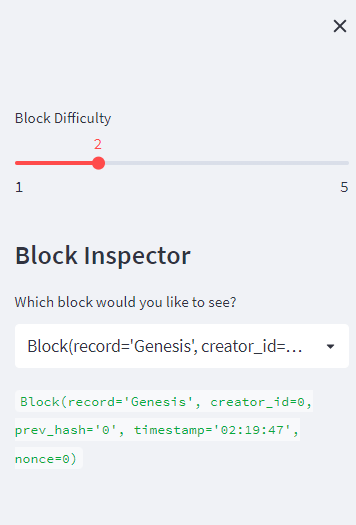 Block Difficulty
2
1 5
Block Inspector
Which block would you like to see?
Block(record='Genesis', creator_id=...
Block(record='Genesis', creator_id=0,
prev_hash='0', timestamp='02:19:47',
nonce=0)